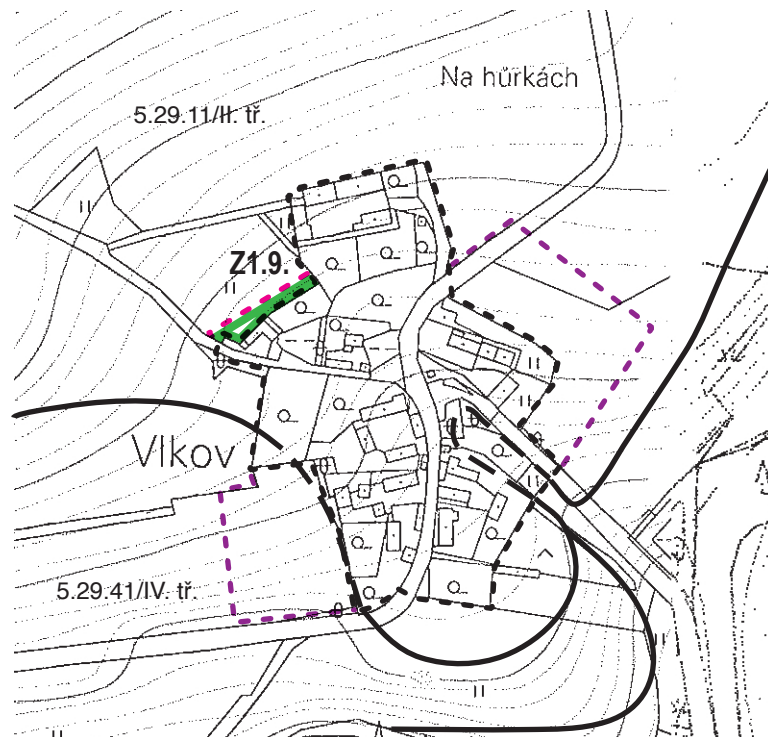 Na hůrkách
5.29.11/II. tř.
Z1.9.
Vlkov
5.29.41/IV. tř.